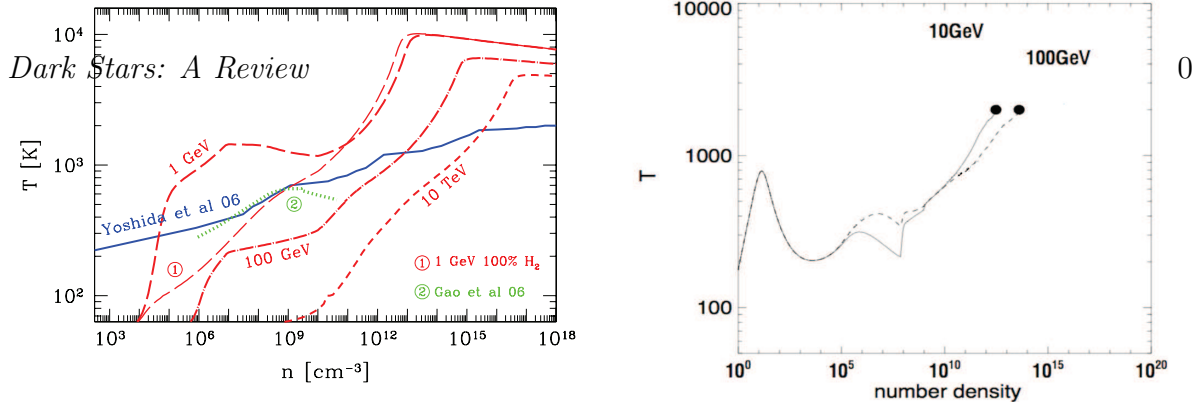 Dark Stars: A Review
0
10⁴
10³
10²
T [K]
1 GeV
Yoshida et al 06
①
②
100 GeV
10 TeV
① 1 GeV 100% H₂
② Gao et al 06
10³ 10⁶ 10⁹ 10¹² 10¹⁵ 10¹⁸
n [cm⁻³]
10000
1000
100
T
10GeV
100GeV
10⁰ 10⁵ 10¹⁰ 10¹⁵ 10²⁰
number density